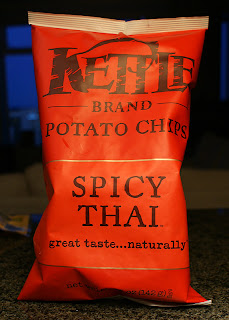 KETTLE
BRAND
POTATO CHIPS
SPICY
THAI
great taste...naturally